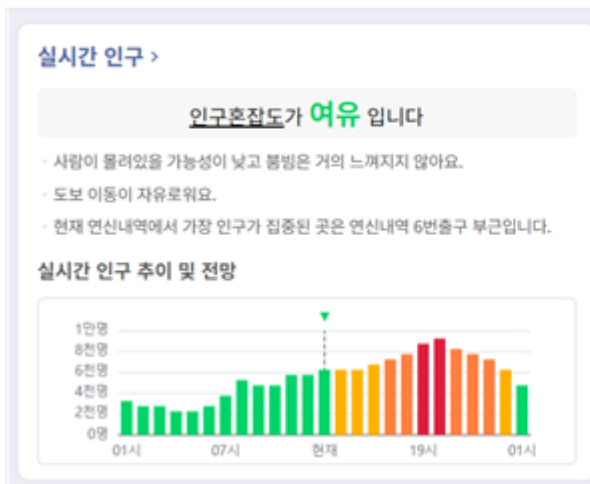 실시간 인구 >
인구혼잡도가 여유 입니다
· 사람이 몰려있을 가능성이 낮고 붐빔은 거의 느껴지지 않아요.
· 도보 이동이 자유로워요.
· 현재 연신내역에서 가장 인구가 집중된 곳은 연신내역 6번출구 부근입니다.
실시간 인구 추이 및 전망
1만명
8천명
6천명
4천명
2천명
0명
01시 07시 현재 19시 01시